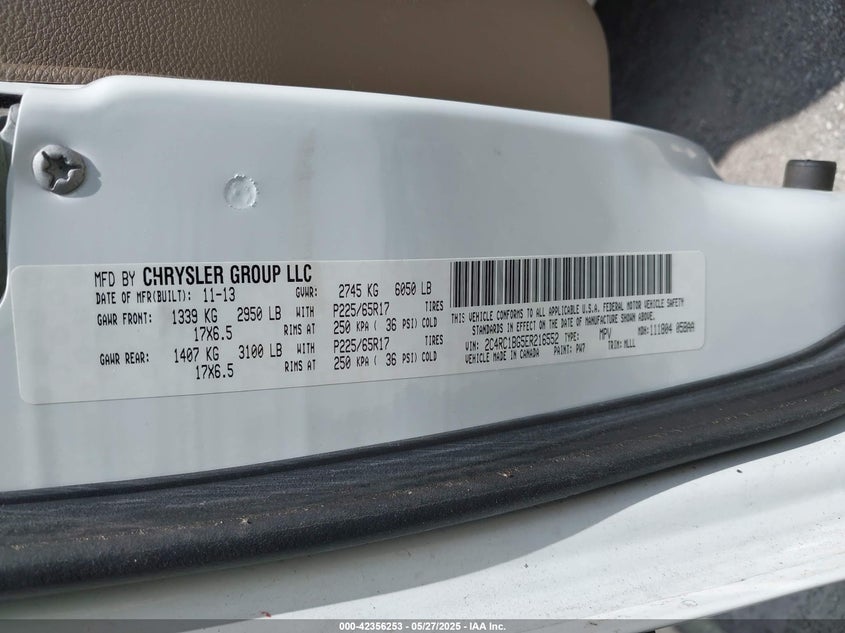 MFD BY CHRYSLER GROUP LLC
DATE OF MFR(BUILT): 11-13 GVWR: 2745 KG 6050 LB
GAWR FRONT: 1339 KG 2950 LB WITH P225/65R17 TIRES
17X6.5 RIMS AT 250 KPA ( 36 PSI) COLD
GAWR REAR: 1407 KG 3100 LB WITH P225/65R17 TIRES
17X6.5 RIMS AT 250 KPA ( 36 PSI) COLD
THIS VEHICLE CONFORMS TO ALL APPLICABLE U.S.A. FEDERAL MOTOR VEHICLE SAFETY
STANDARDS IN EFFECT ON THE DATE OF MANUFACTURE SHOWN ABOVE.
VIN: 2C4RC1BG5ER216552 TYPE: MPV MDH: 111804 058AA
VEHICLE MADE IN CANADA PAINT: PW7 TRIM: MLLL
000-42356253 - 05/27/2025 - IAA Inc.